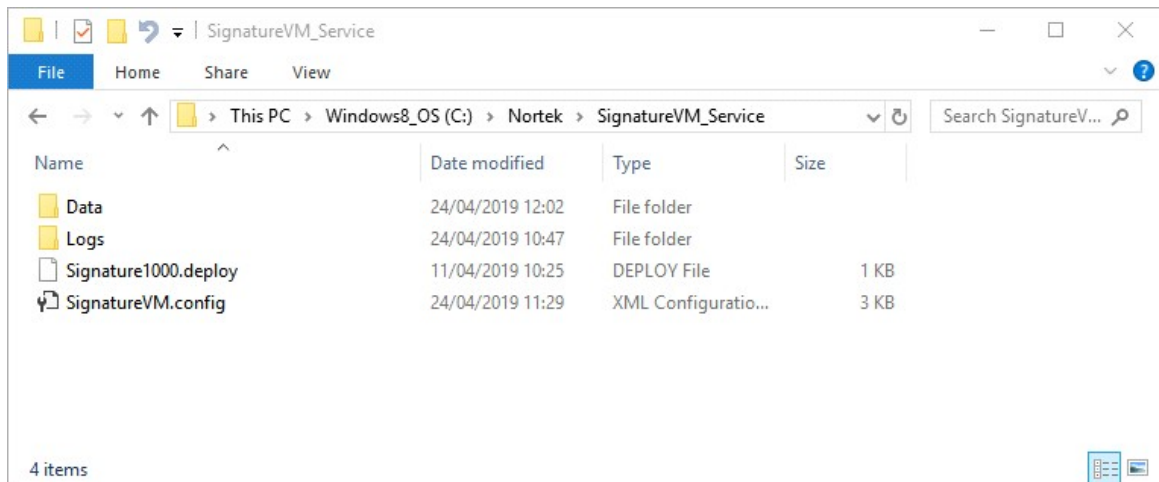 SignatureVM_Service
File Home Share View
This PC > Windows8_OS (C:) > Nortek > SignatureVM_Service Search SignatureV...
Name Date modified Type Size
Data 24/04/2019 12:02 File folder
Logs 24/04/2019 10:47 File folder
Signature1000.deploy 11/04/2019 10:25 DEPLOY File 1 KB
SignatureVM.config 24/04/2019 11:29 XML Configuratio... 3 KB
4 items